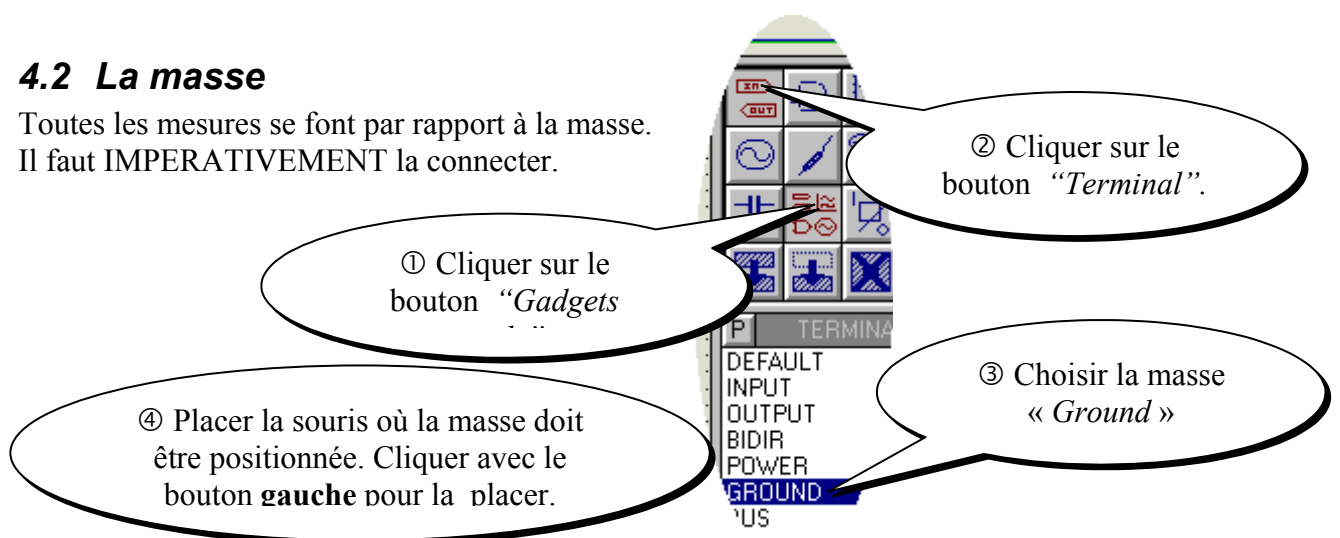 4.2 La masse
Toutes les mesures se font par rapport à la masse.
Il faut IMPERATIVEMENT la connecter.
IN
OUT
② Cliquer sur le
bouton “Terminal”.
① Cliquer sur le
bouton “Gadgets
P TERMINA
DEFAULT
INPUT
OUTPUT
BIDIR
POWER
GROUND
③ Choisir la masse
« Ground »
④ Placer la souris où la masse doit
être positionnée. Cliquer avec le
bouton gauche pour la placer.